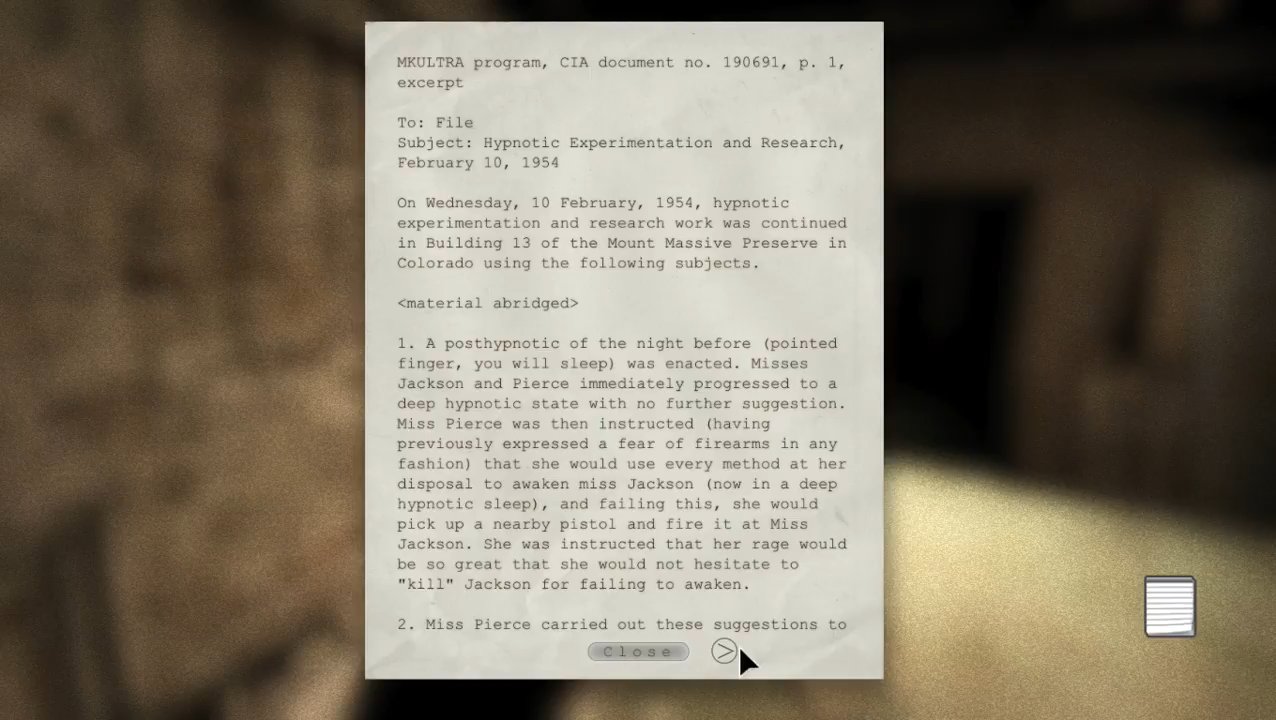 MKULTRA program, CIA document no. 190691, p. 1,
excerpt
To: File
Subject: Hypnotic Experimentation and Research,
February 10, 1954
On Wednesday, 10 February, 1954, hypnotic
experimentation and research work was continued
in Building 13 of the Mount Massive Preserve in
Colorado using the following subjects.
<material abridged>
1. A posthypnotic of the night before (pointed
finger, you will sleep) was enacted. Misses
Jackson and Pierce immediately progressed to a
deep hypnotic state with no further suggestion.
Miss Pierce was then instructed (having
previously expressed a fear of firearms in any
fashion) that she would use every method at her
disposal to awaken miss Jackson (now in a deep
hypnotic sleep), and failing this, she would
pick up a nearby pistol and fire it at Miss
Jackson. She was instructed that her rage would
be so great that she would not hesitate to
"kill" Jackson for failing to awaken.
2. Miss Pierce carried out these suggestions to
Close >